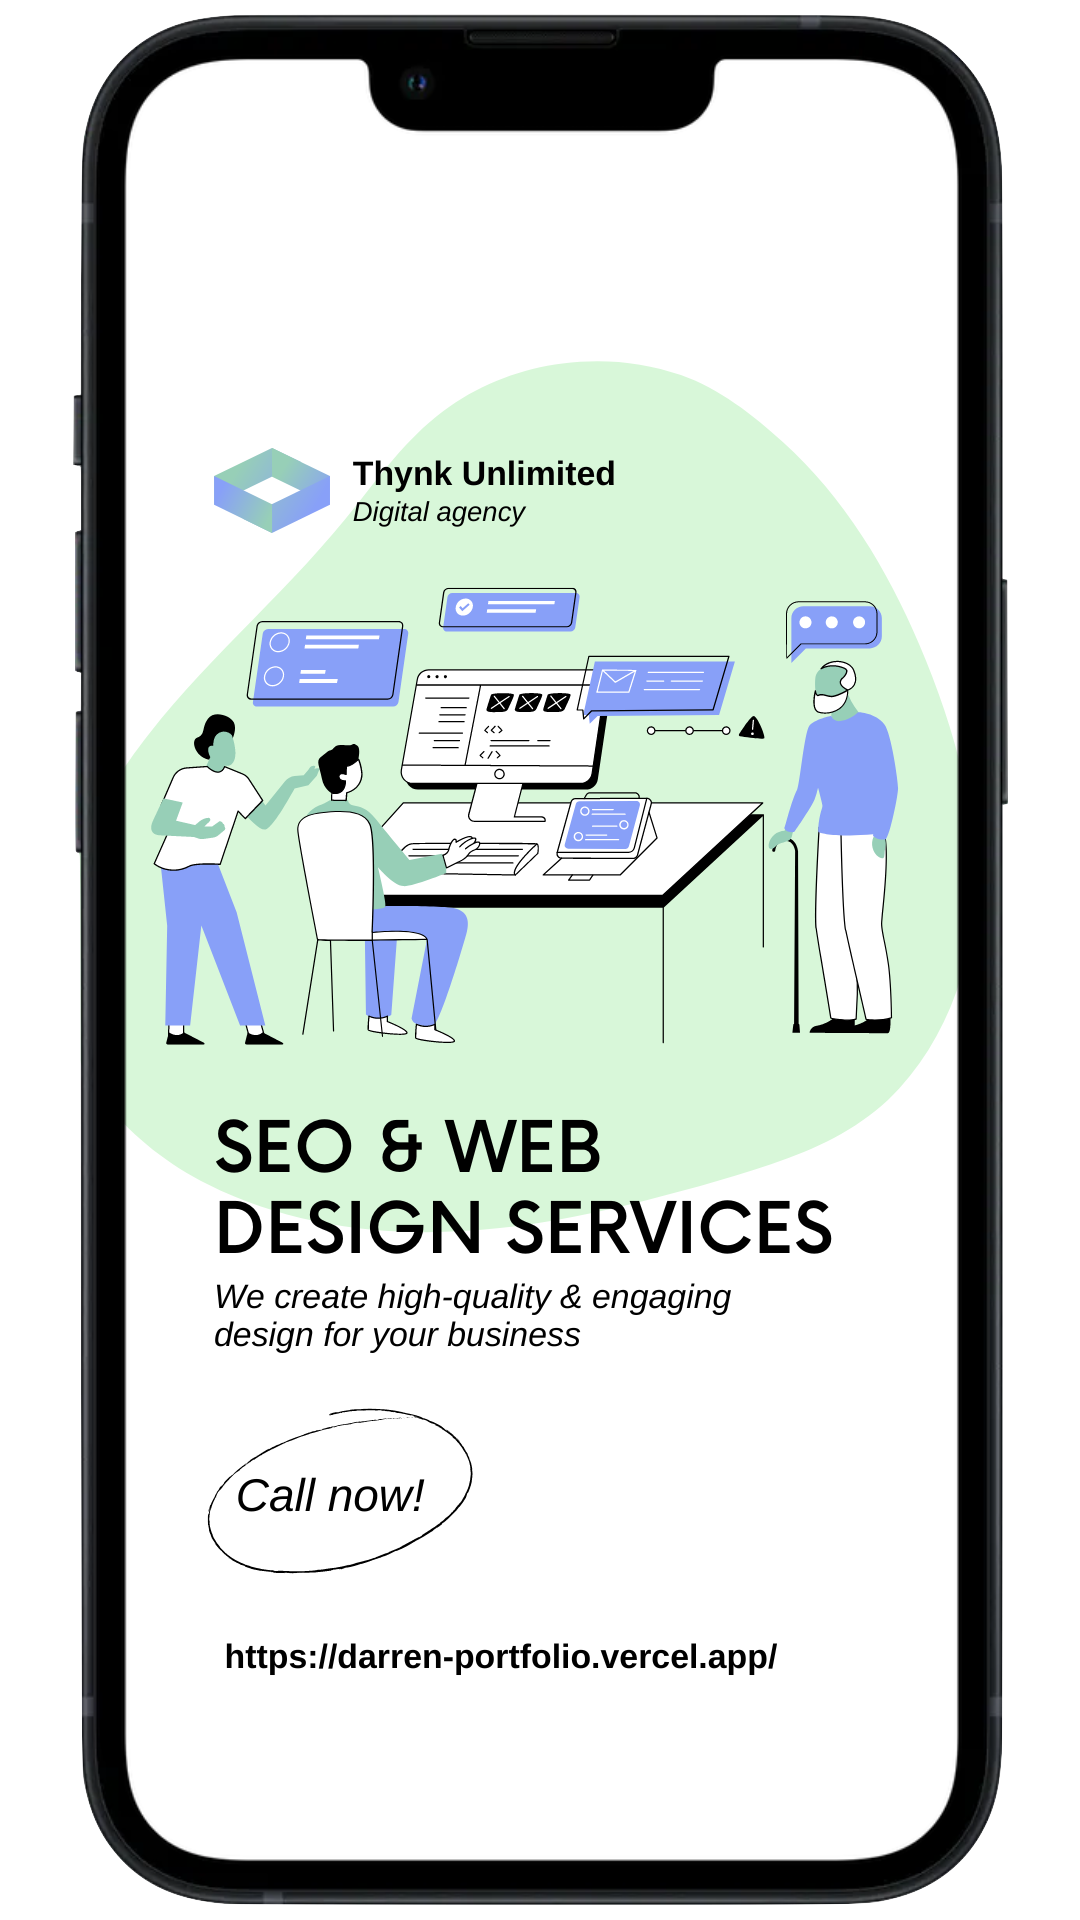 Thynk Unlimited
Digital agency
SEO & WEB
DESIGN SERVICES
We create high-quality & engaging
design for your business
Call now!
https://darren-portfolio.vercel.app/